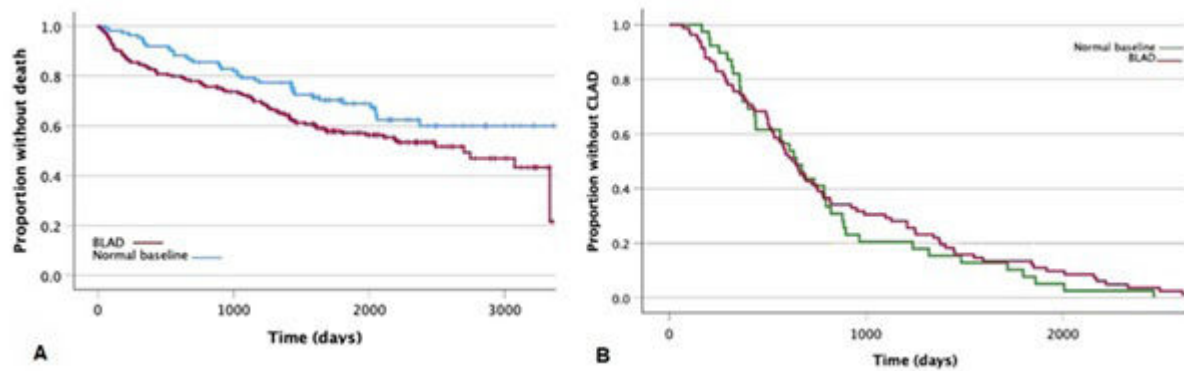 Proportion without death
1.0
0.8
0.6
0.4
0.2
0.0
BLAD
Normal baseline
0 1000 2000 3000
Time (days)
A
Proportion without CLAD
1.0
0.8
0.6
0.4
0.2
0.0
Normal baseline
BLAD
0 1000 2000
Time (days)
B